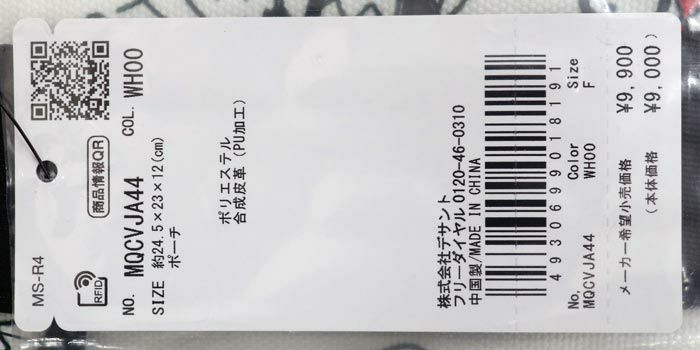 MS-R4
RFID
商品情報QR
NO. MQCVJA44 COL. WH00
SIZE 約24.5×23×12(cm)
ポーチ
ポリエステル
合成皮革(PU加工)
株式会社デサント
フリーダイヤル 0120-46-0310
中国製/MADE IN CHINA
4930699018191
No. Color Size
MQCVJA44 WH00 F
メーカー希望小売価格 ¥9,900
(本体価格 ¥9,000)